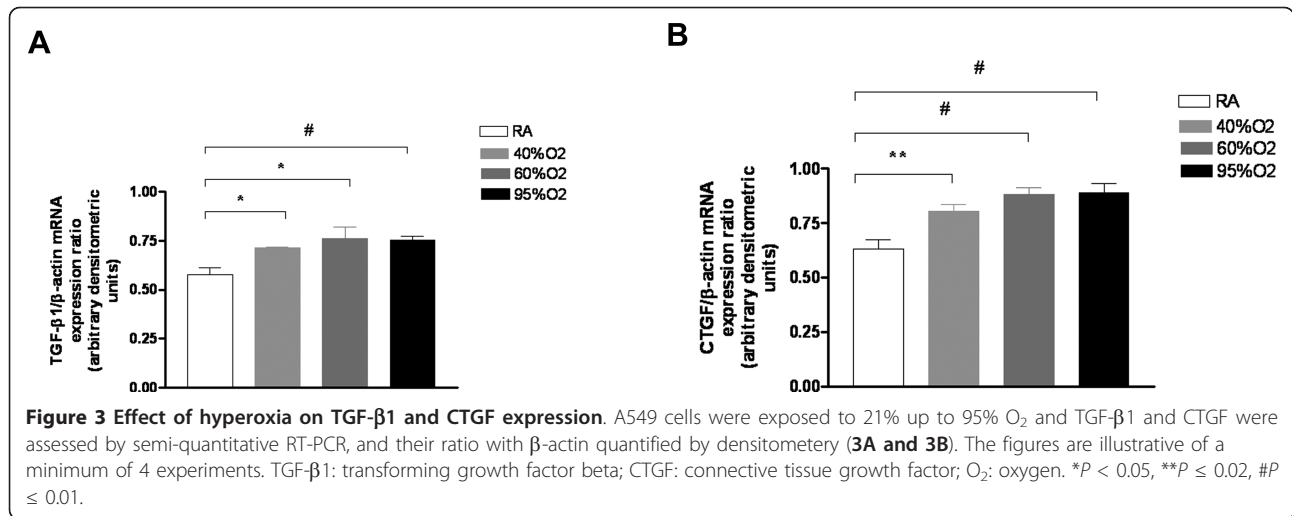 A
#
*
*
RA
40%O2
60%O2
95%O2
TGF-β1/β-actin mRNA
expression ratio
(arbitrary densitometric
units)
1.00
0.75
0.50
0.25
0.00
B
#
#
**
RA
40%O2
60%O2
95%O2
CTGF/β-actin mRNA
expression ratio
(arbitrary densitometric
units)
1.00
0.75
0.50
0.25
0.00
Figure 3 Effect of hyperoxia on TGF-β1 and CTGF expression. A549 cells were exposed to 21% up to 95% O₂ and TGF-β1 and CTGF were
assessed by semi-quantitative RT-PCR, and their ratio with β-actin quantified by densitometery (3A and 3B). The figures are illustrative of a
minimum of 4 experiments. TGF-β1: transforming growth factor beta; CTGF: connective tissue growth factor; O₂: oxygen. *P < 0.05, **P ≤ 0.02, #P
≤ 0.01.